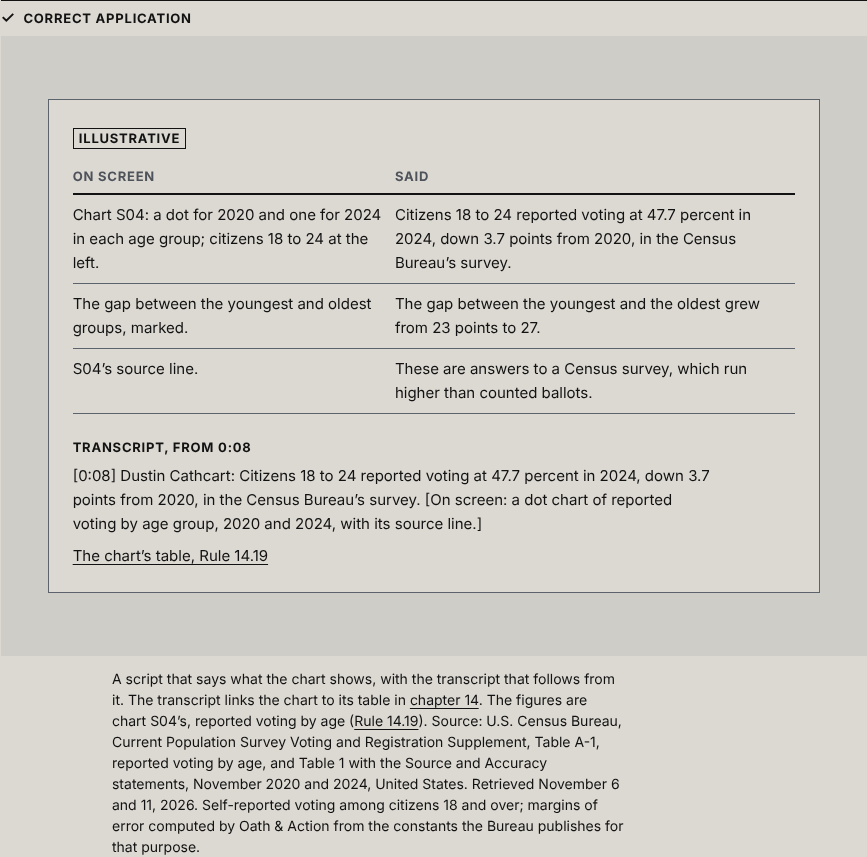 CORRECT APPLICATION
ILLUSTRATIVE
ON SCREEN
SAID
Chart S04: a dot for 2020 and one for 2024
in each age group; citizens 18 to 24 at the
left.
Citizens 18 to 24 reported voting at 47.7 percent in
2024, down 3.7 points from 2020, in the Census
Bureau’s survey.
The gap between the youngest and oldest
groups, marked.
The gap between the youngest and the oldest grew
from 23 points to 27.
S04’s source line.
These are answers to a Census survey, which run
higher than counted ballots.
TRANSCRIPT, FROM 0:08
[0:08] Dustin Cathcart: Citizens 18 to 24 reported voting at 47.7 percent in 2024, down 3.7
points from 2020, in the Census Bureau’s survey. [On screen: a dot chart of reported
voting by age group, 2020 and 2024, with its source line.]
The chart’s table, Rule 14.19
A script that says what the chart shows, with the transcript that follows from
it. The transcript links the chart to its table in chapter 14. The figures are
chart S04’s, reported voting by age (Rule 14.19). Source: U.S. Census Bureau,
Current Population Survey Voting and Registration Supplement, Table A-1,
reported voting by age, and Table 1 with the Source and Accuracy
statements, November 2020 and 2024, United States. Retrieved November 6
and 11, 2026. Self-reported voting among citizens 18 and over; margins of
error computed by Oath & Action from the constants the Bureau publishes for
that purpose.